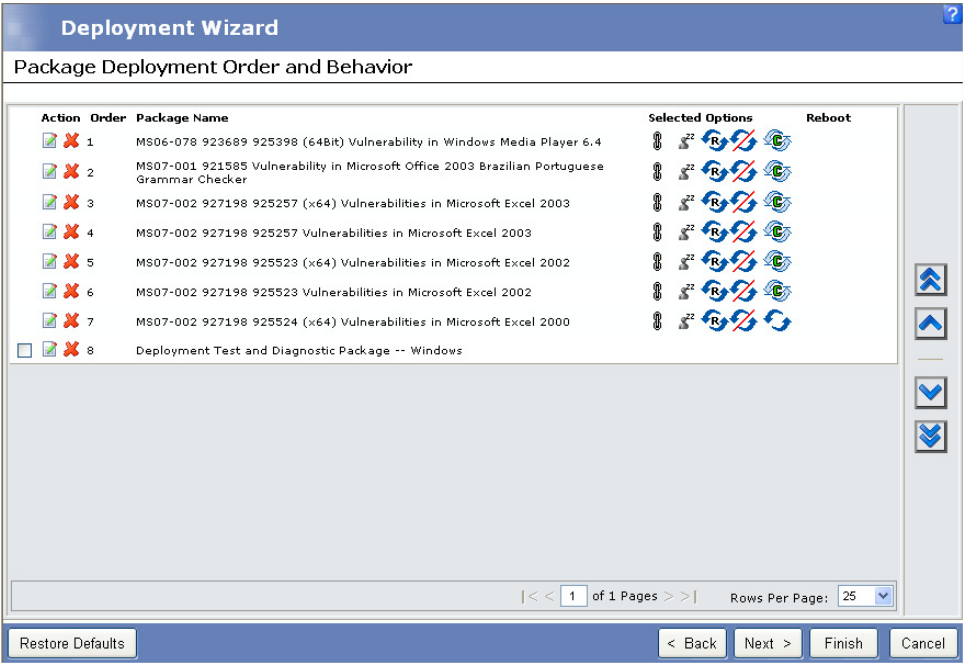 ?
Deployment Wizard
Package Deployment Order and Behavior
Action Order Package Name Selected Options Reboot
1 MS06-078 923689 925398 (64Bit) Vulnerability in Windows Media Player 6.4
2 MS07-001 921585 Vulnerability in Microsoft Office 2003 Brazilian Portuguese
Grammar Checker
3 MS07-002 927198 925257 (x64) Vulnerabilities in Microsoft Excel 2003
4 MS07-002 927198 925257 Vulnerabilities in Microsoft Excel 2003
5 MS07-002 927198 925523 (x64) Vulnerabilities in Microsoft Excel 2002
6 MS07-002 927198 925523 Vulnerabilities in Microsoft Excel 2002
7 MS07-002 927198 925524 (x64) Vulnerabilities in Microsoft Excel 2000
8 Deployment Test and Diagnostic Package -- Windows
|< < 1 of 1 Pages > >| Rows Per Page: 25
Restore Defaults < Back Next > Finish Cancel